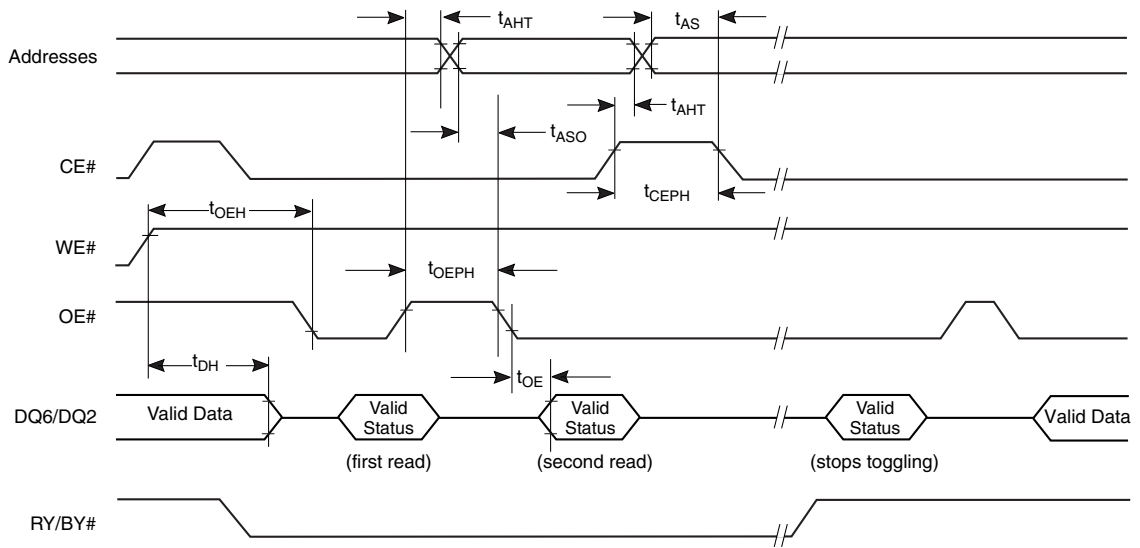 tAHT
tAS
Addresses
tAHT
tASO
CE#
tCEPH
tOEH
WE#
tOEPH
OE#
tDH
tOE
DQ6/DQ2
Valid Data
Valid
Status
Valid
Status
Valid
Status
Valid Data
(first read)
(second read)
(stops toggling)
RY/BY#